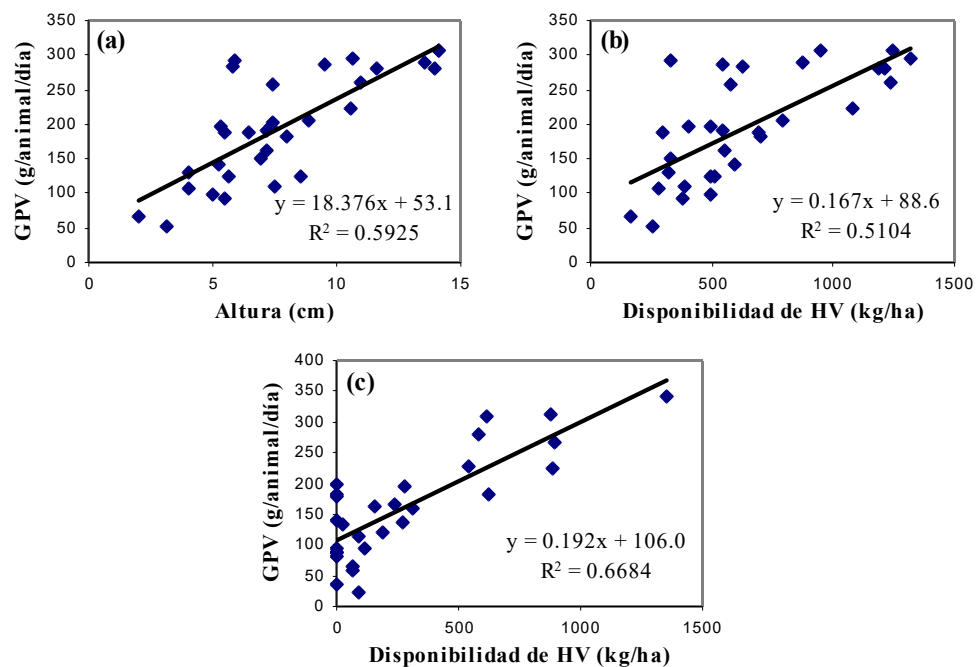 (a)
GPV (g/animal/día)
350
300
250
200
150
100
50
0
y = 18.376x + 53.1
R² = 0.5925
0 5 10 15
Altura (cm)
(b)
GPV (g/animal/día)
350
300
250
200
150
100
50
0
y = 0.167x + 88.6
R² = 0.5104
0 500 1000 1500
Disponibilidad de HV (kg/ha)
(c)
GPV (g/animal/día)
400
350
300
250
200
150
100
50
0
y = 0.192x + 106.0
R² = 0.6684
0 500 1000 1500
Disponibilidad de HV (kg/ha)